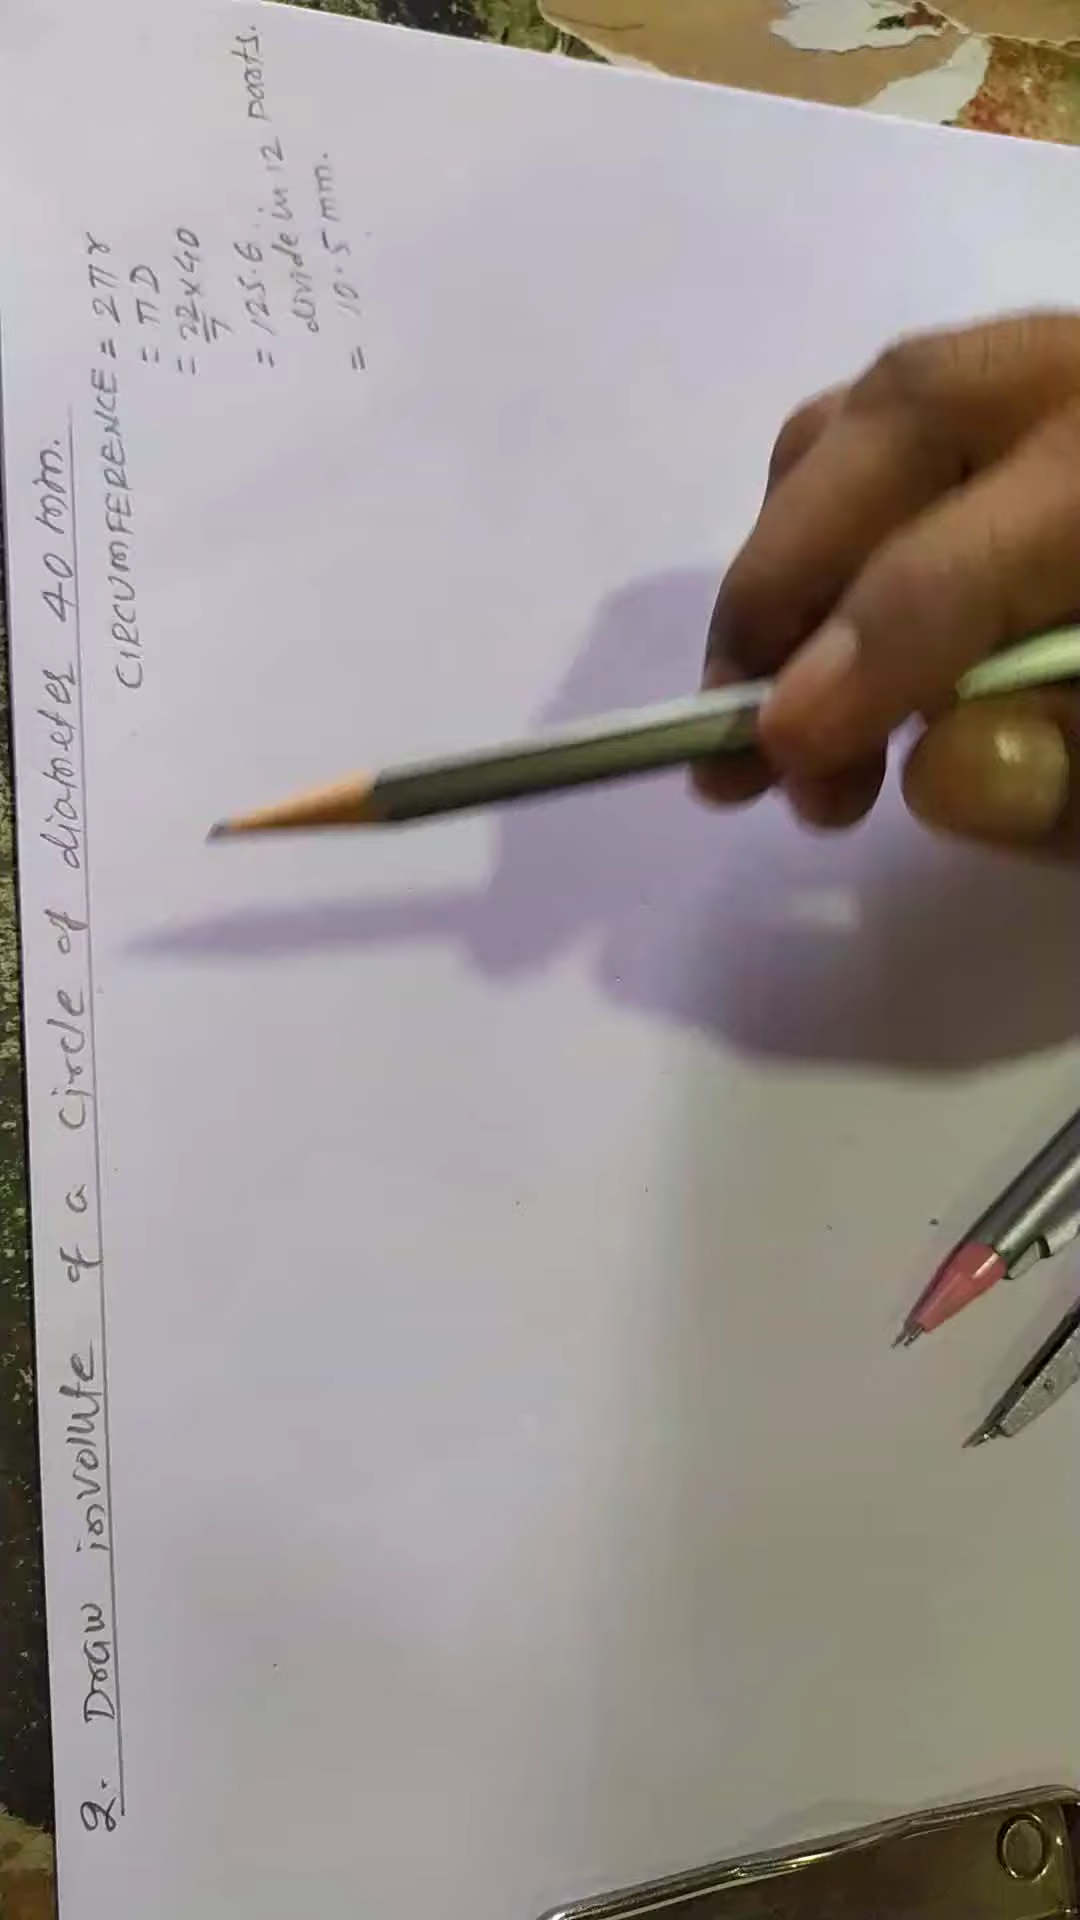 Q. Draw involute of a circle of diameter 40 mm.
CIRCUMFERENCE = 2πr
= πD
= 22/7 x 40
= 125.6 ..
divide in 12 parts.
= 10.5 mm.